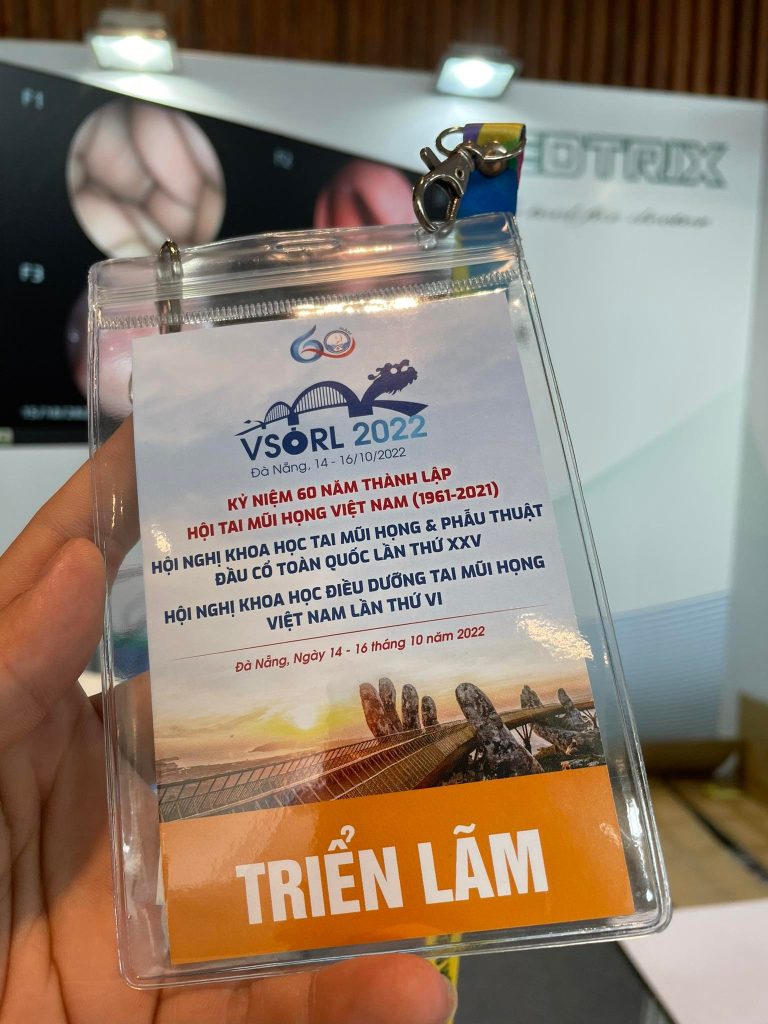 F1
F2
F3
60
VSORL 2022
Đà Nẵng, 14 - 16/10/2022
KỶ NIỆM 60 NĂM THÀNH LẬP
HỘI TAI MŨI HỌNG VIỆT NAM (1961-2021)
HỘI NGHỊ KHOA HỌC TAI MŨI HỌNG & PHẪU THUẬT
ĐẦU CỔ TOÀN QUỐC LẦN THỨ XXV
HỘI NGHỊ KHOA HỌC ĐIỀU DƯỠNG TAI MŨI HỌNG
VIỆT NAM LẦN THỨ VI
Đà Nẵng, Ngày 14 - 16 tháng 10 năm 2022
TRIỂN LÃM